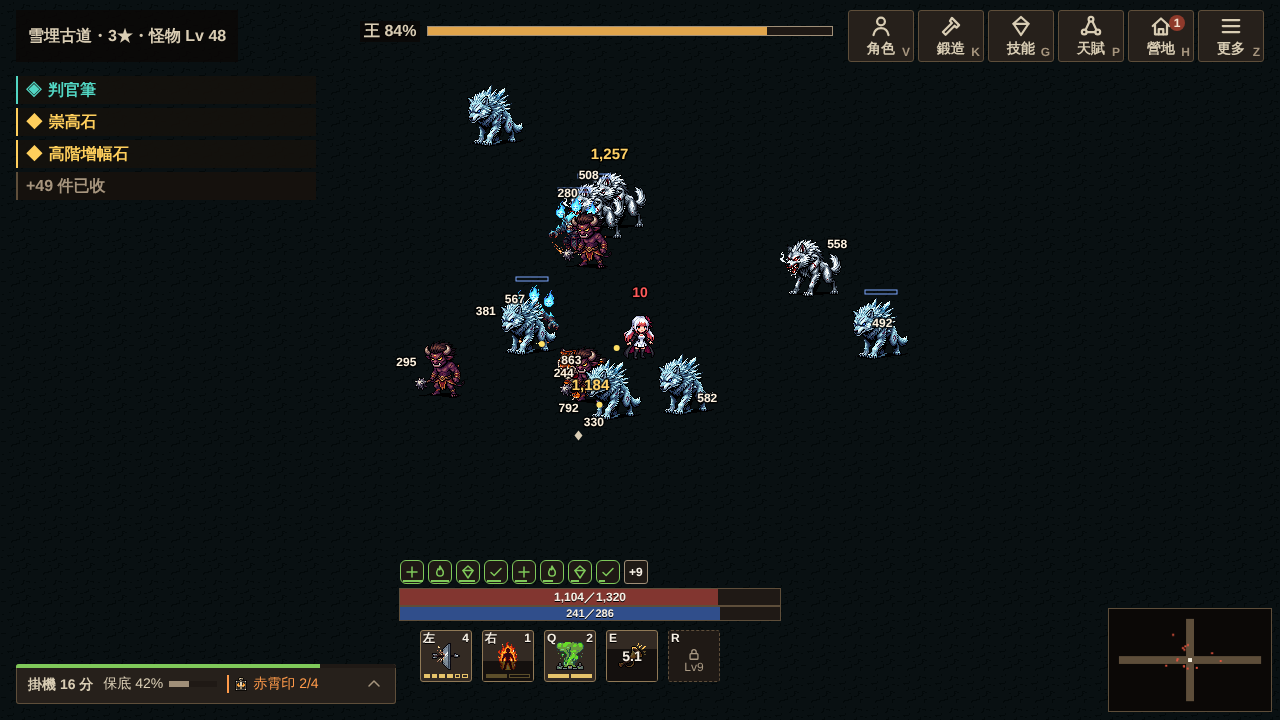 雪埋古道・3★・怪物 Lv 48
王 84%
角色 V
鍛造 K
技能 G
天賦 P
營地 H 1
更多 Z
◈ 判官筆
◆ 崇高石
◆ 高階增幅石
+49 件已收
1,257
508
280
558
10
567
381
492
295
863
244
1,184
582
792
330
+9
1,104／1,320
241／286
左 4
右 1
Q 2
E 5.1
R Lv9
掛機 16 分 保底 42% 赤霄印 2/4